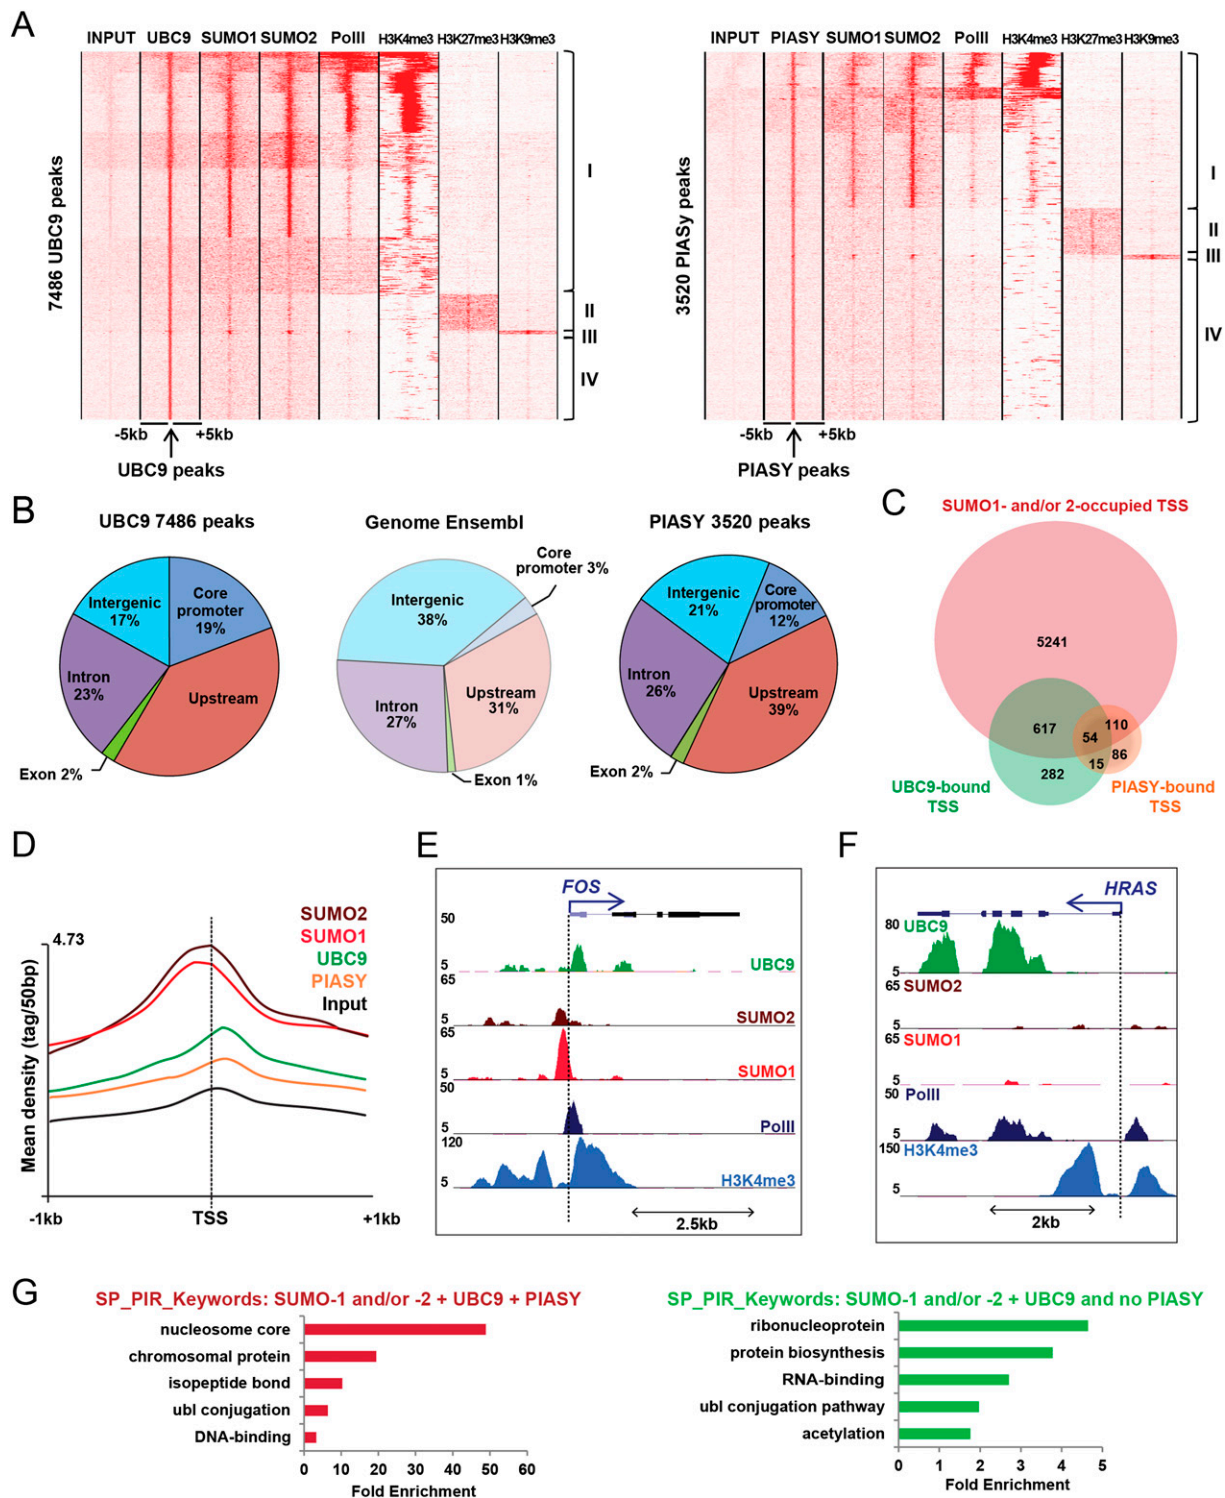 A
INPUT UBC9 SUMO1 SUMO2 PolII H3K4me3 H3K27me3 H3K9me3
7486 UBC9 peaks
I
II
III
IV
-5kb +5kb
UBC9 peaks
INPUT PIASY SUMO1 SUMO2 PolII H3K4me3 H3K27me3 H3K9me3
3520 PIASy peaks
I
II
III
IV
-5kb +5kb
PIASY peaks
B
UBC9 7486 peaks
Intergenic
17%
Core
promoter
19%
Intron
23%
Upstream
Exon 2%
Genome Ensembl
Core
promoter 3%
Intergenic
38%
Intron
27%
Upstream
31%
Exon 1%
PIASY 3520 peaks
Intergenic
21%
Core
promoter
12%
Intron
26%
Upstream
39%
Exon 2%
C
SUMO1- and/or 2-occupied TSS
5241
617
54
110
86
15
282
UBC9-bound
TSS
PIASY-bound
TSS
D
SUMO2
SUMO1
UBC9
PIASY
Input
4.73
Mean density (tag/50bp)
-1kb TSS +1kb
E
FOS
50
5
UBC9
65
5
SUMO2
65
5
SUMO1
50
5
PolII
120
5
H3K4me3
2.5kb
F
HRAS
UBC9
80
5
SUMO2
65
5
SUMO1
65
5
PolII
50
5
H3K4me3
150
5
2kb
G
SP_PIR_Keywords: SUMO-1 and/or -2 + UBC9 + PIASY
nucleosome core
chromosomal protein
isopeptide bond
ubl conjugation
DNA-binding
0 10 20 30 40 50 60
Fold Enrichment
SP_PIR_Keywords: SUMO-1 and/or -2 + UBC9 and no PIASY
ribonucleoprotein
protein biosynthesis
RNA-binding
ubl conjugation pathway
acetylation
0 1 2 3 4 5
Fold Enrichment